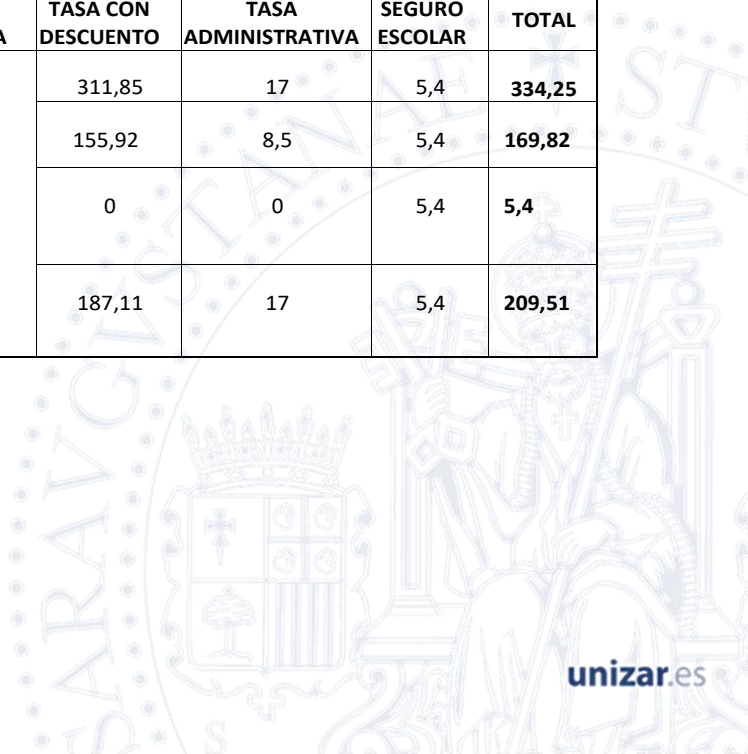 TASA CON TASA SEGURO TOTAL
A DESCUENTO ADMINISTRATIVA ESCOLAR
311,85 17 5,4 334,25
155,92 8,5 5,4 169,82
0 0 5,4 5,4
187,11 17 5,4 209,51
SARAVGVSTANAE ST
S
unizar.es